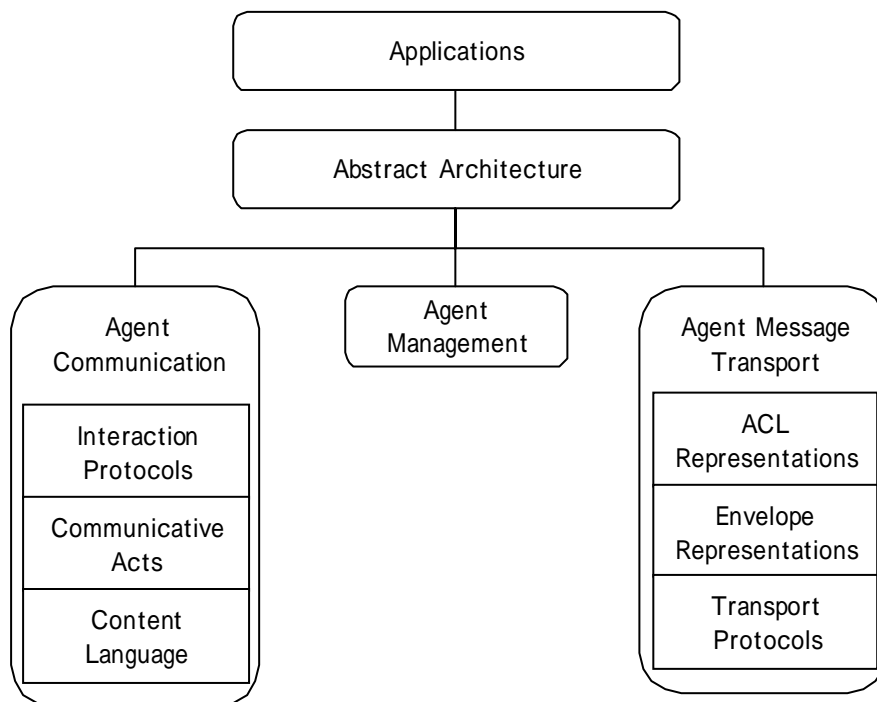 Applications
Abstract Architecture
Agent
Communication
Interaction
Protocols
Communicative
Acts
Content
Language
Agent
Management
Agent Message
Transport
ACL
Representations
Envelope
Representations
Transport
Protocols